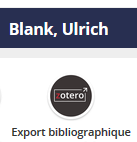 Blank, Ulrich
zotero
Export bibliographique